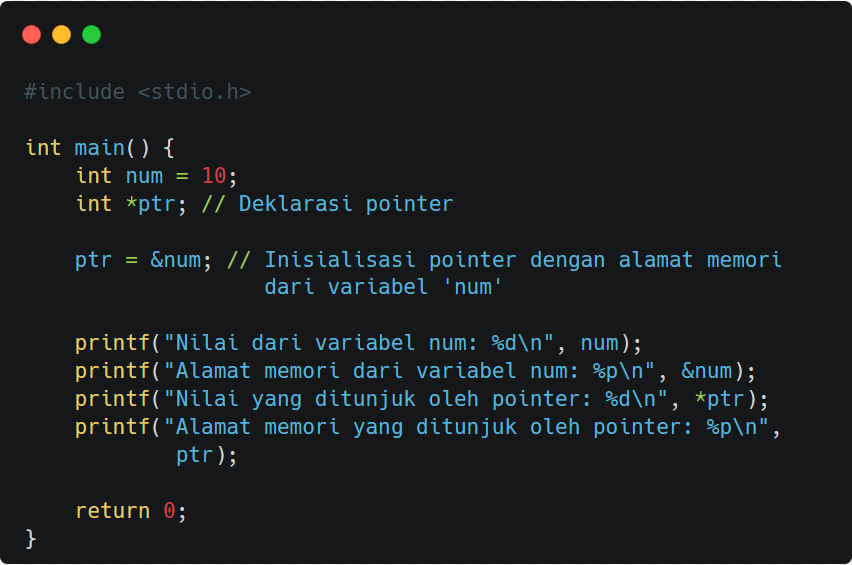 #include <stdio.h>

int main() {
    int num = 10;
    int *ptr; // Deklarasi pointer

    ptr = &num; // Inisialisasi pointer dengan alamat memori
                   dari variabel 'num'

    printf("Nilai dari variabel num: %d\n", num);
    printf("Alamat memori dari variabel num: %p\n", &num);
    printf("Nilai yang ditunjuk oleh pointer: %d\n", *ptr);
    printf("Alamat memori yang ditunjuk oleh pointer: %p\n",
            ptr);

    return 0;
}